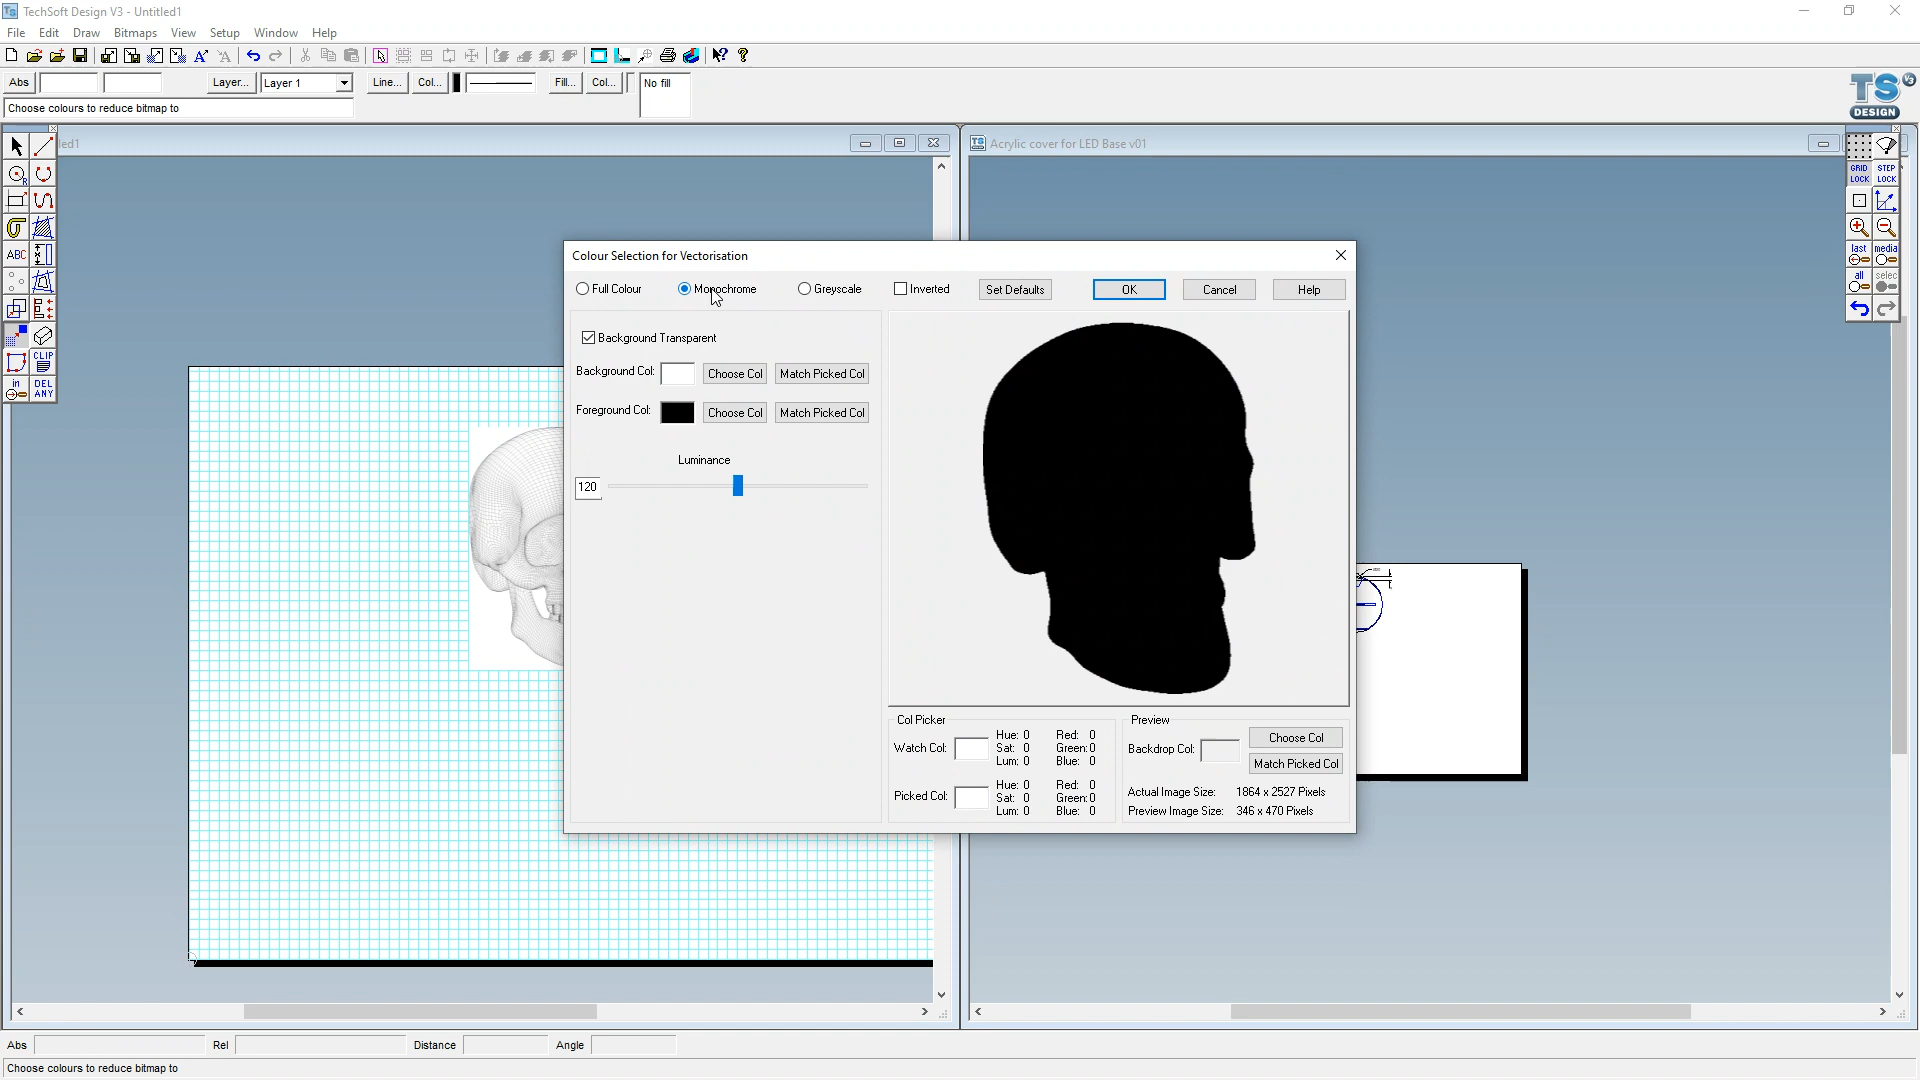 TS TechSoft Design V3 - Untitled1
File Edit Draw Bitmaps View Setup Window Help
Abs Layer... Layer 1 Line... Col... Fill... Col... No fill
TS V3
DESIGN
Choose colours to reduce bitmap to
led1
Acrylic cover for LED Base v01
GRID LOCK STEP LOCK
last media
all selec
R
ABC
CLIP
in DEL ANY
Colour Selection for Vectorisation
Full Colour Monochrome Greyscale Inverted Set Defaults OK Cancel Help
Background Transparent
Background Col: Choose Col Match Picked Col
Foreground Col: Choose Col Match Picked Col
Luminance
120
Col Picker
Watch Col: Hue: 0 Red: 0
Sat: 0 Green: 0
Lum: 0 Blue: 0
Picked Col: Hue: 0 Red: 0
Sat: 0 Green: 0
Lum: 0 Blue: 0
Preview
Backdrop Col: Choose Col
Match Picked Col
Actual Image Size: 1864 x 2527 Pixels
Preview Image Size: 346 x 470 Pixels
Abs Rel Distance Angle
Choose colours to reduce bitmap to